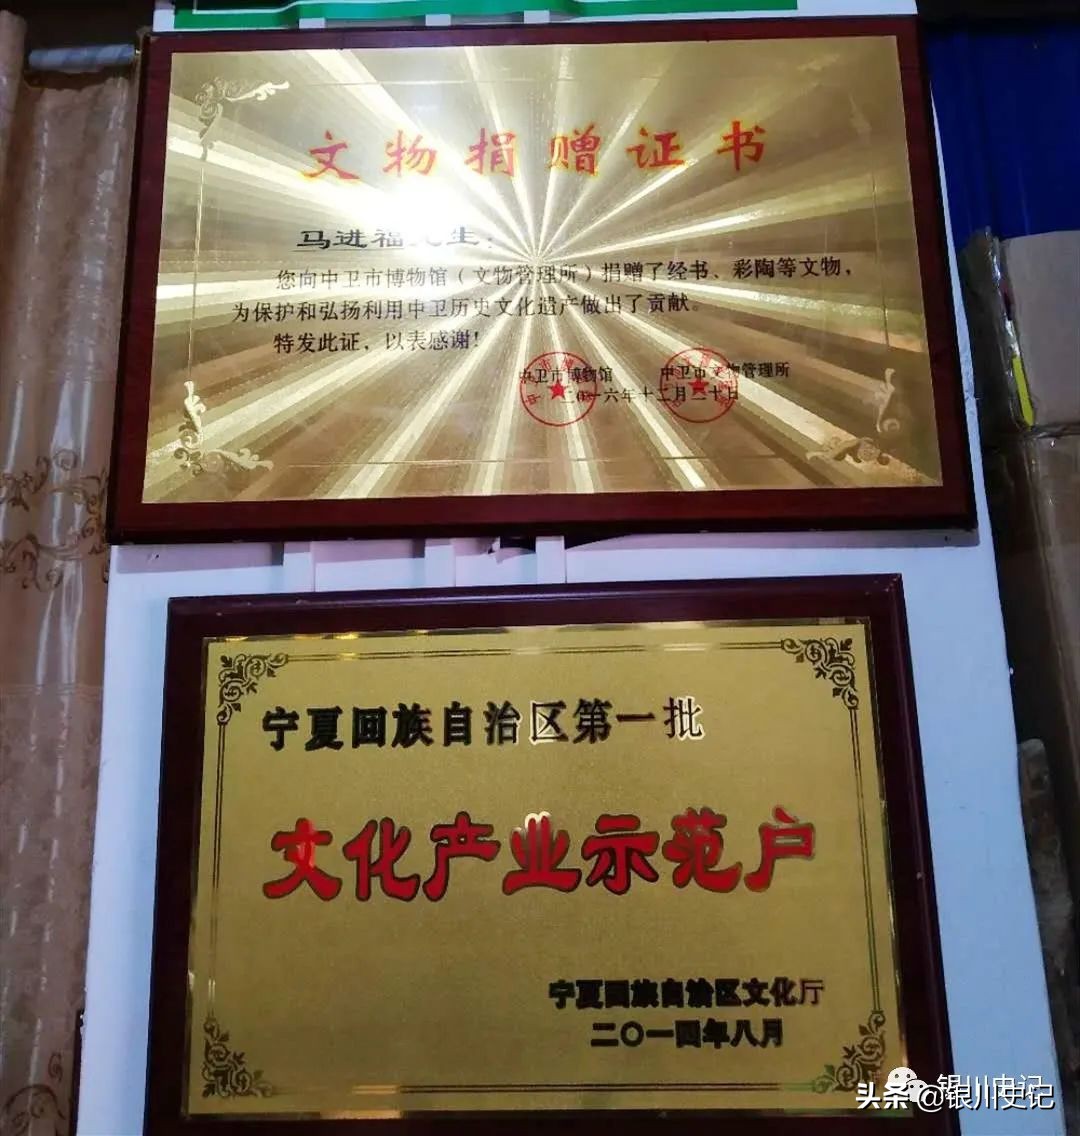 文物捐赠证书
马进福先生：
您向中卫市博物馆（文物管理所）捐赠了经书、彩陶等文物，
为保护和弘扬利用中卫历史文化遗产做出了贡献。
特发此证，以表感谢！
中卫市博物馆 中卫市文物管理所
二〇一六年十二月二十日
宁夏回族自治区第一批
文化产业示范户
宁夏回族自治区文化厅
二〇一四年八月
银川史记
头条 @银川史记